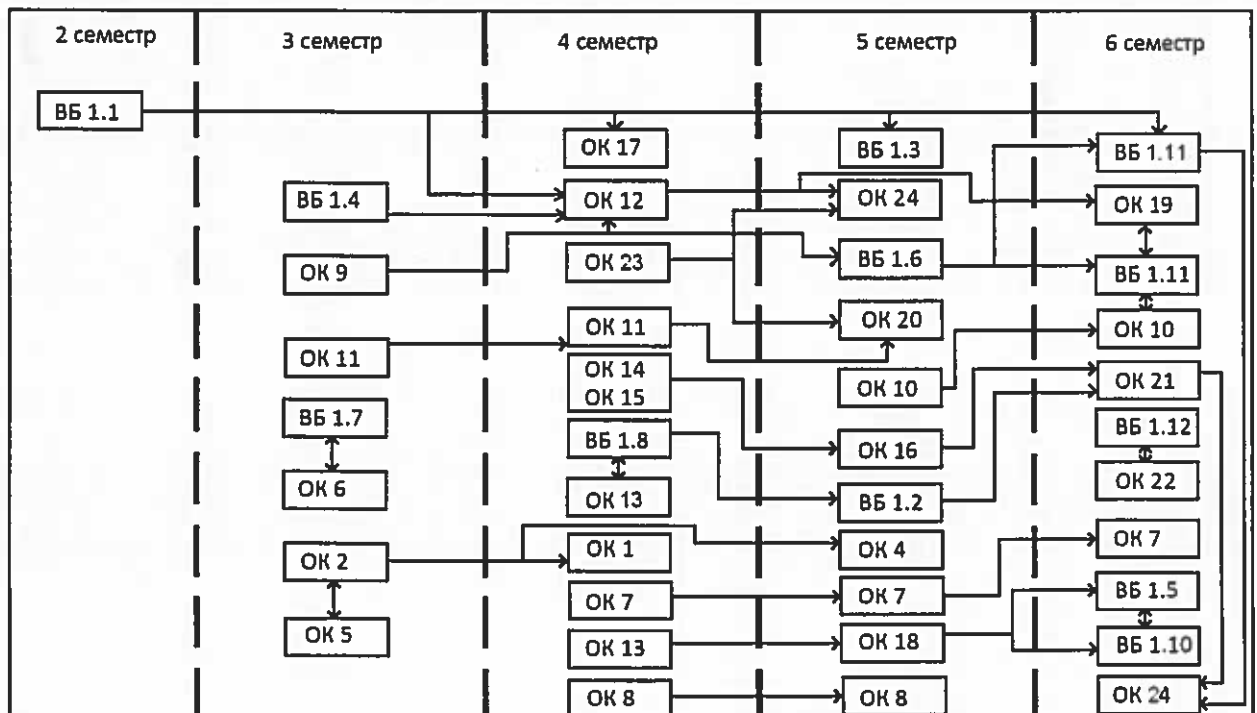 2 семестр
3 семестр
4 семестр
5 семестр
6 семестр
ВБ 1.1
ОК 17
ВБ 1.3
ВБ 1.11
ВБ 1.4
ОК 12
ОК 24
ОК 19
ОК 9
ОК 23
ВБ 1.6
ВБ 1.11
ОК 11
ОК 11
ОК 20
ОК 10
ОК 14
ОК 15
ОК 10
ОК 21
ВБ 1.7
ВБ 1.8
ОК 16
ВБ 1.12
ОК 6
ОК 13
ВБ 1.2
ОК 22
ОК 2
ОК 1
ОК 4
ОК 7
ОК 5
ОК 7
ОК 7
ВБ 1.5
ОК 13
ОК 18
ВБ 1.10
ОК 8
ОК 8
ОК 24